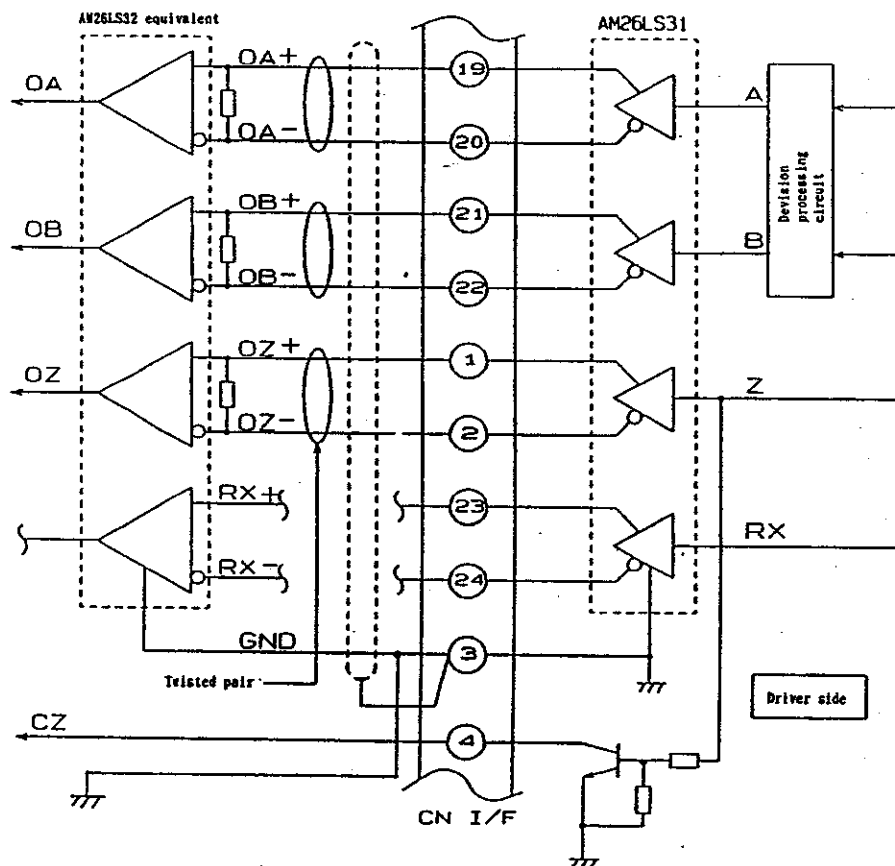 AM26LS32 equivalent
AM26LS31
OA
OA+
OA-
19
20
A
OB
OB+
OB-
21
22
B
Devision
processing
circuit
OZ
OZ+
OZ-
1
2
Z
RX+
RX-
23
24
RX
GND
3
Twisted pair
Driver side
CZ
4
CN I/F